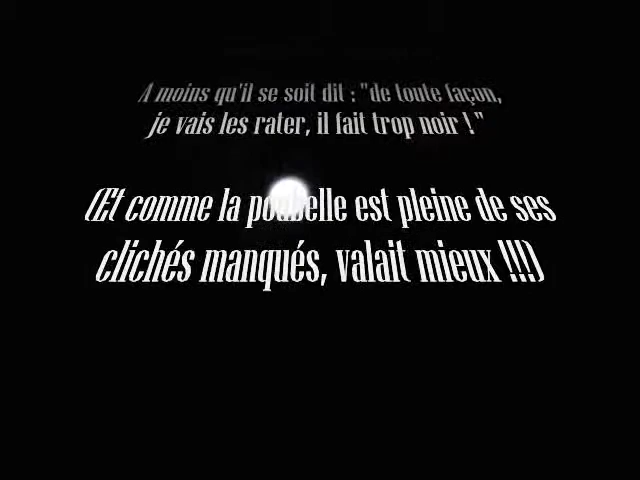 A moins qu'il se soit dit : "de toute façon,
je vais les rater, il fait trop noir !"
(Et comme la poubelle est pleine de ses
clichés manqués, valait mieux !!!)